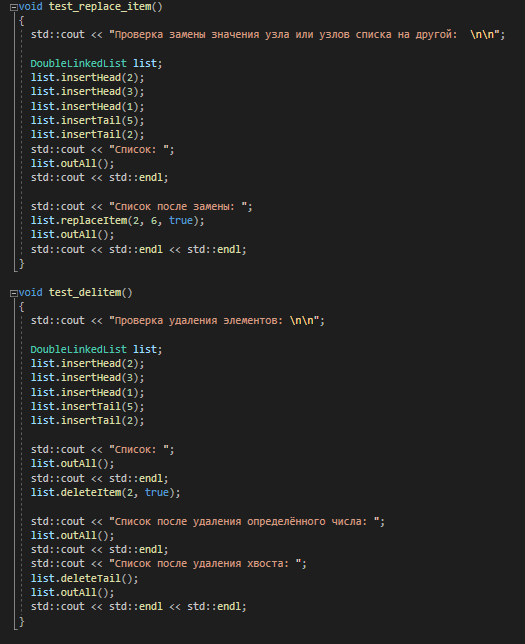 void test_replace_item()
{
std::cout << "Проверка замены значения узла или узлов списка на другой:  \n\n";
DoubleLinkedList list;
list.insertHead(2);
list.insertHead(3);
list.insertHead(1);
list.insertTail(5);
list.insertTail(2);
std::cout << "Список: ";
list.outAll();
std::cout << std::endl;
std::cout << "Список после замены: ";
list.replaceItem(2, 6, true);
list.outAll();
std::cout << std::endl << std::endl;
}
void test_delitem()
{
std::cout << "Проверка удаления элементов: \n\n";
DoubleLinkedList list;
list.insertHead(2);
list.insertHead(3);
list.insertHead(1);
list.insertTail(5);
list.insertTail(2);
std::cout << "Список: ";
list.outAll();
std::cout << std::endl;
list.deleteItem(2, true);
std::cout << "Список после удаления определённого числа: ";
list.outAll();
std::cout << std::endl;
std::cout << "Список после удаления хвоста: ";
list.deleteTail();
list.outAll();
std::cout << std::endl << std::endl;
}